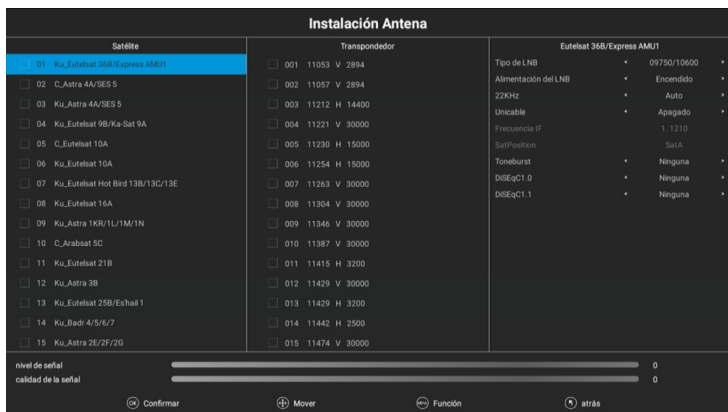 Instalación Antena
Satélite
01 Ku_Eutelsat 36B/Express AMU1
02 C_Astra 4A/SES 5
03 Ku_Astra 4A/SES 5
04 Ku_Eutelsat 9B/Ka-Sat 9A
05 C_Eutelsat 10A
06 Ku_Eutelsat 10A
07 Ku_Eutelsat Hot Bird 13B/13C/13E
08 Ku_Eutelsat 16A
09 Ku_Astra 1KR/1L/1M/1N
10 C_Arabsat 5C
11 Ku_Eutelsat 21B
12 Ku_Astra 3B
13 Ku_Eutelsat 25B/Es'hail 1
14 Ku_Badr 4/5/6/7
15 Ku_Astra 2E/2F/2G
Transpondedor
001 11053 V 2894
002 11057 V 2894
003 11212 H 14400
004 11221 V 30000
005 11230 H 15000
006 11254 H 15000
007 11263 V 30000
008 11304 V 30000
009 11346 V 30000
010 11387 V 30000
011 11415 H 3200
012 11429 V 30000
013 11429 H 3200
014 11442 H 2500
015 11474 V 30000
Eutelsat 36B/Express AMU1
Tipo de LNB 09750/10600
Alimentación del LNB Encendido
22KHz Auto
Unicable Apagado
Frecuencia IF 1. 1210
SatPosition SatA
Toneburst Ninguna
DiSEqC1.0 Ninguna
DiSEqC1.1 Ninguna
nivel de señal 0
calidad de la señal 0
OK Confirmar
Mover
MENU Función
atrás